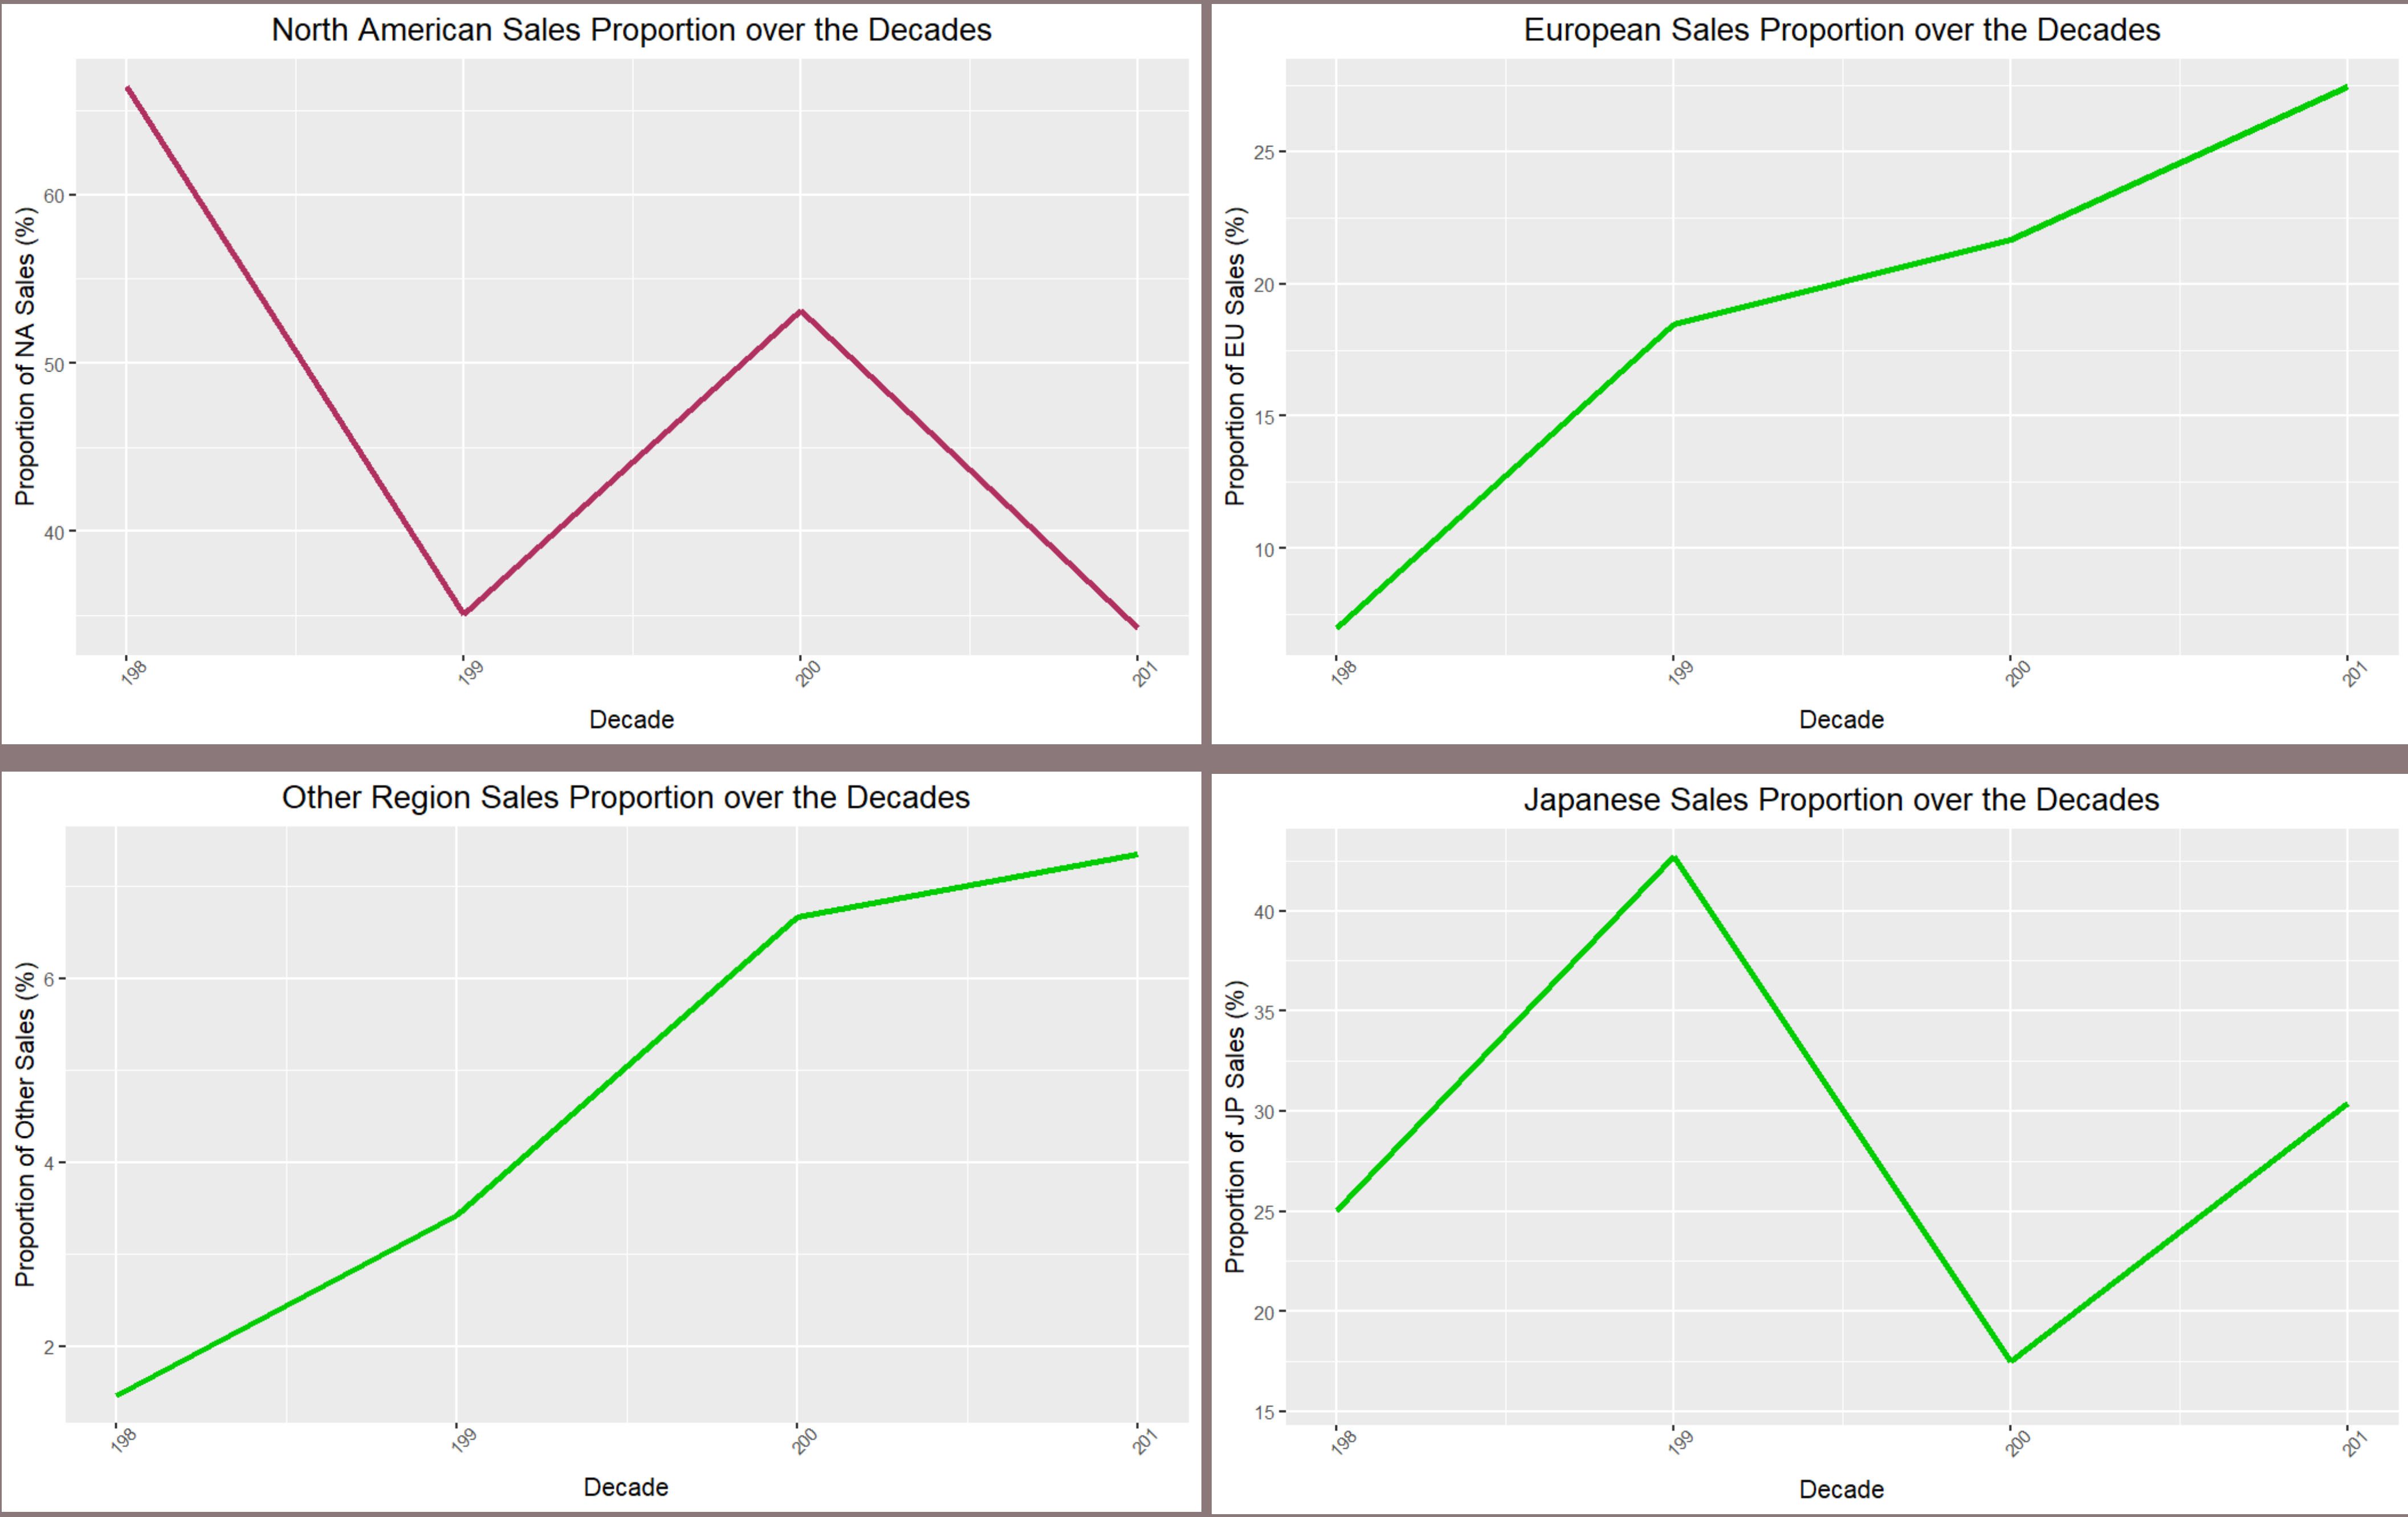 North American Sales Proportion over the Decades
Proportion of NA Sales (%)
60
50
40
198
199
200
201
Decade
European Sales Proportion over the Decades
Proportion of EU Sales (%)
25
20
15
10
198
199
200
201
Decade
Other Region Sales Proportion over the Decades
Proportion of Other Sales (%)
6
4
2
198
199
200
201
Decade
Japanese Sales Proportion over the Decades
Proportion of JP Sales (%)
40
35
30
25
20
15
198
199
200
201
Decade